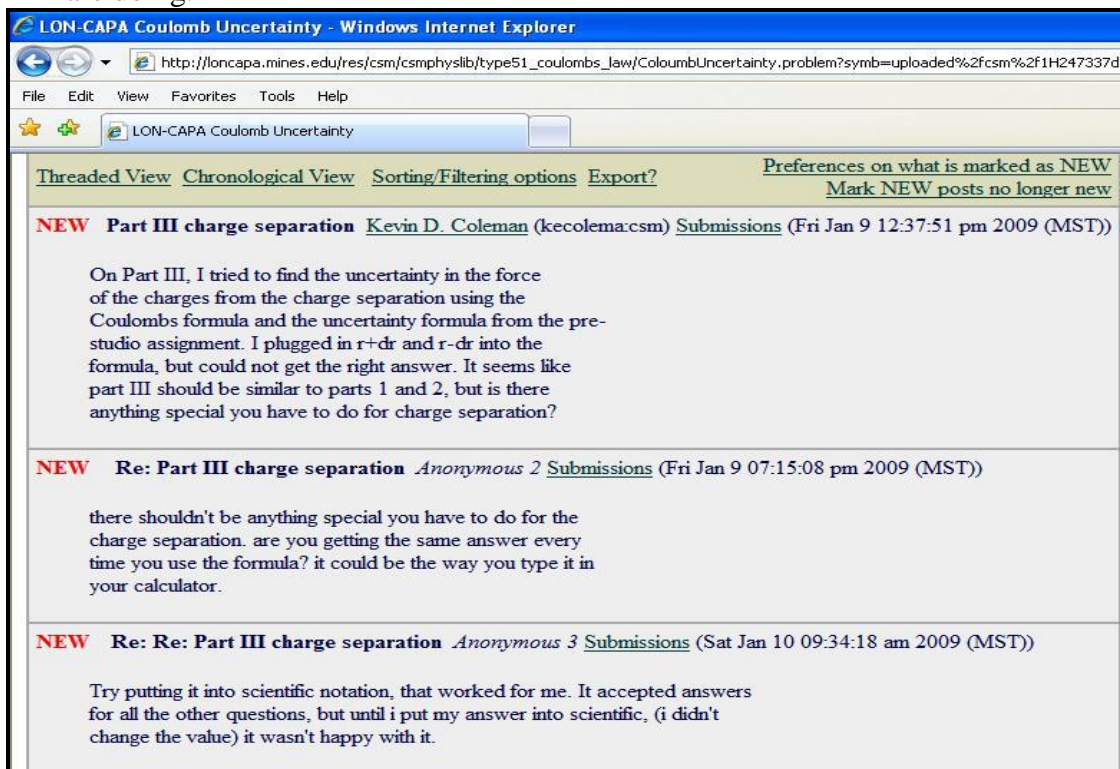 LON-CAPA Coulomb Uncertainty - Windows Internet Explorer
http://loncapa.mines.edu/res/csm/csmphyslib/type51_coulombs_law/ColoumbUncertainty.problem?symb=uploaded%2fcsm%2f1H247337d
File Edit View Favorites Tools Help
LON-CAPA Coulomb Uncertainty
Threaded View Chronological View Sorting/Filtering options Export? Preferences on what is marked as NEW
Mark NEW posts no longer new
NEW Part III charge separation Kevin D. Coleman (kecolema:csm) Submissions (Fri Jan 9 12:37:51 pm 2009 (MST))
On Part III, I tried to find the uncertainty in the force
of the charges from the charge separation using the
Coulombs formula and the uncertainty formula from the pre-
studio assignment. I plugged in r+dr and r-dr into the
formula, but could not get the right answer. It seems like
part III should be similar to parts 1 and 2, but is there
anything special you have to do for charge separation?
NEW Re: Part III charge separation Anonymous 2 Submissions (Fri Jan 9 07:15:08 pm 2009 (MST))
there shouldn't be anything special you have to do for the
charge separation. are you getting the same answer every
time you use the formula? it could be the way you type it in
your calculator.
NEW Re: Re: Part III charge separation Anonymous 3 Submissions (Sat Jan 10 09:34:18 am 2009 (MST))
Try putting it into scientific notation, that worked for me. It accepted answers
for all the other questions, but until i put my answer into scientific, (i didn't
change the value) it wasn't happy with it.